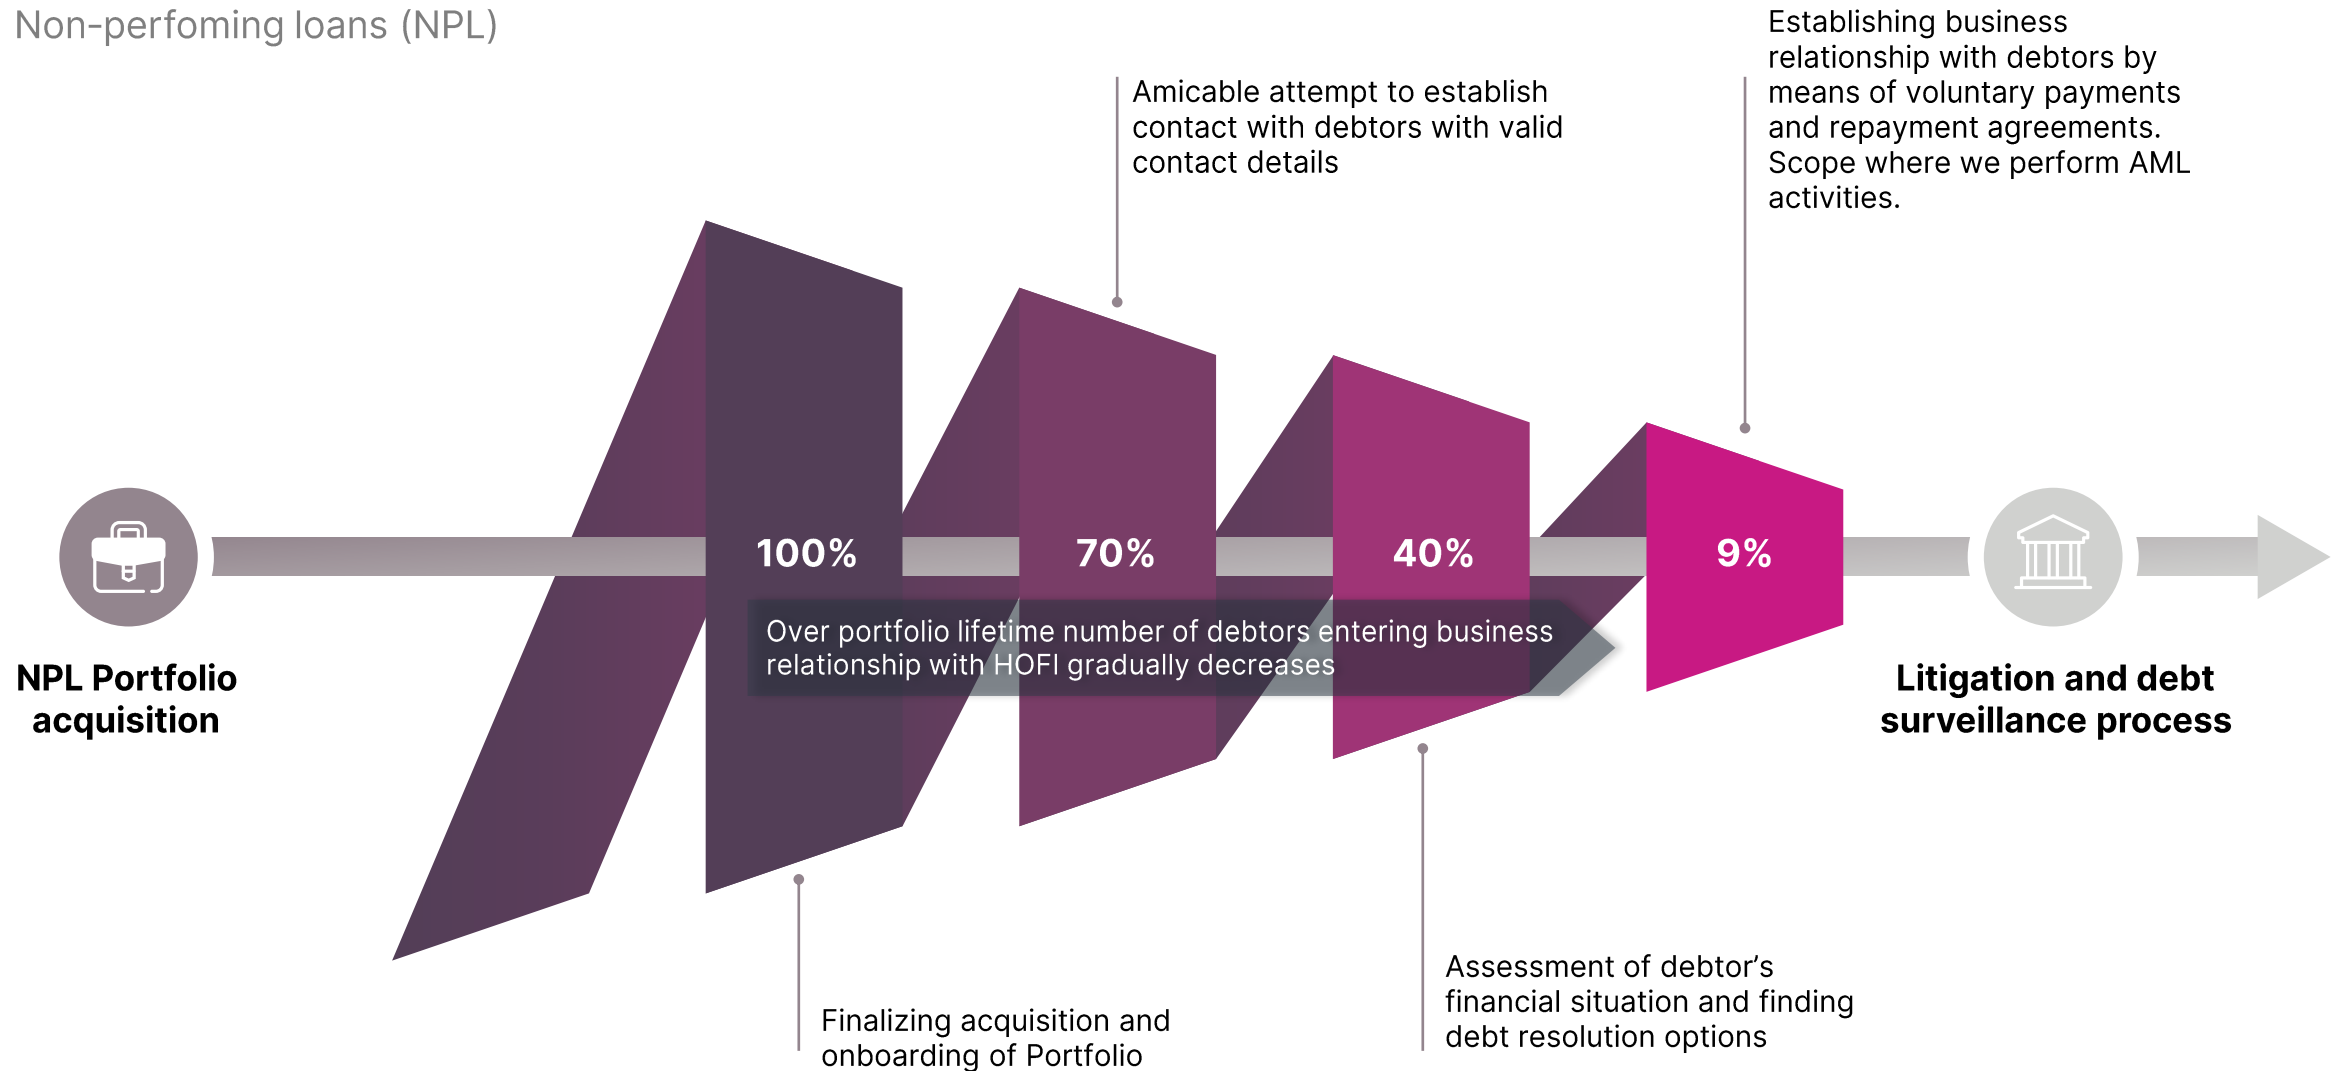 Non-perfoming loans (NPL)
Establishing business
relationship with debtors by
means of voluntary payments
and repayment agreements.
Scope where we perform AML
activities.
Amicable attempt to establish
contact with debtors with valid
contact details
100%
70%
40%
9%
Over portfolio lifetime number of debtors entering business
relationship with HOFI gradually decreases
NPL Portfolio
acquisition
Litigation and debt
surveillance process
Finalizing acquisition and
onboarding of Portfolio
Assessment of debtor’s
financial situation and finding
debt resolution options